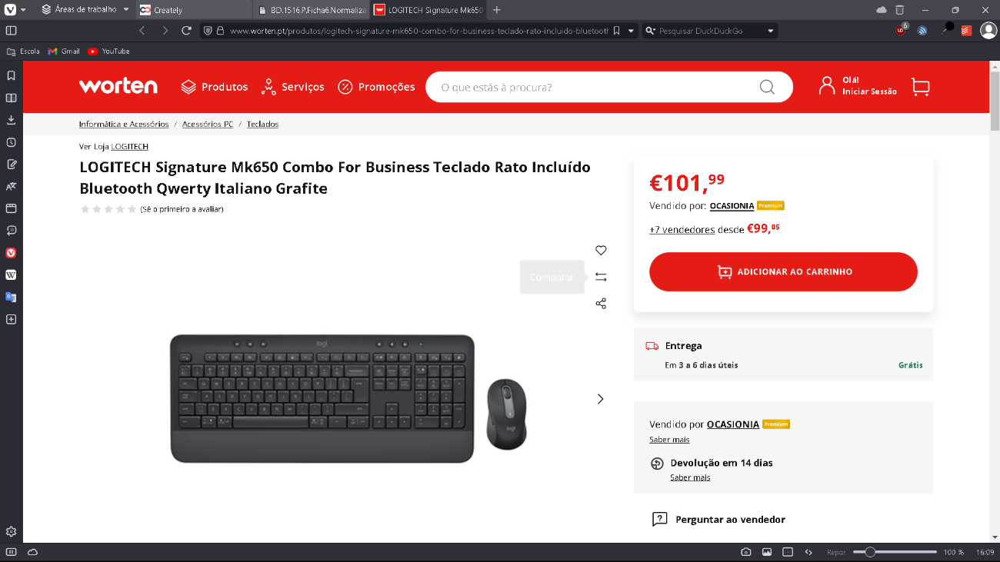 Áreas de trabalho
Creately
BD.1516.P.Ficha6.Normaliza
LOGITECH Signature Mk650
www.worten.pt/produtos/logitech-signature-mk650-combo-for-business-teclado-rato-incluido-bluetooth
Pesquisar DuckDuckGo
6
Escola
Gmail
YouTube
worten
Produtos
Serviços
Promoções
O que estás à procura?
Olá!
Iniciar Sessão
Informática e Acessórios / Acessórios PC / Teclados
Ver Loja LOGITECH
LOGITECH Signature Mk650 Combo For Business Teclado Rato Incluído
Bluetooth Qwerty Italiano Grafite
(Sê o primeiro a avaliar)
Comparar
logi
logi
€101,99
Vendido por: OCASIONIA Premium
+7 vendedores desde €99,05
ADICIONAR AO CARRINHO
Entrega
Em 3 a 6 dias úteis
Grátis
Vendido por OCASIONIA Premium
Saber mais
Devolução em 14 dias
Saber mais
Perguntar ao vendedor
Repor
100 %
16:09